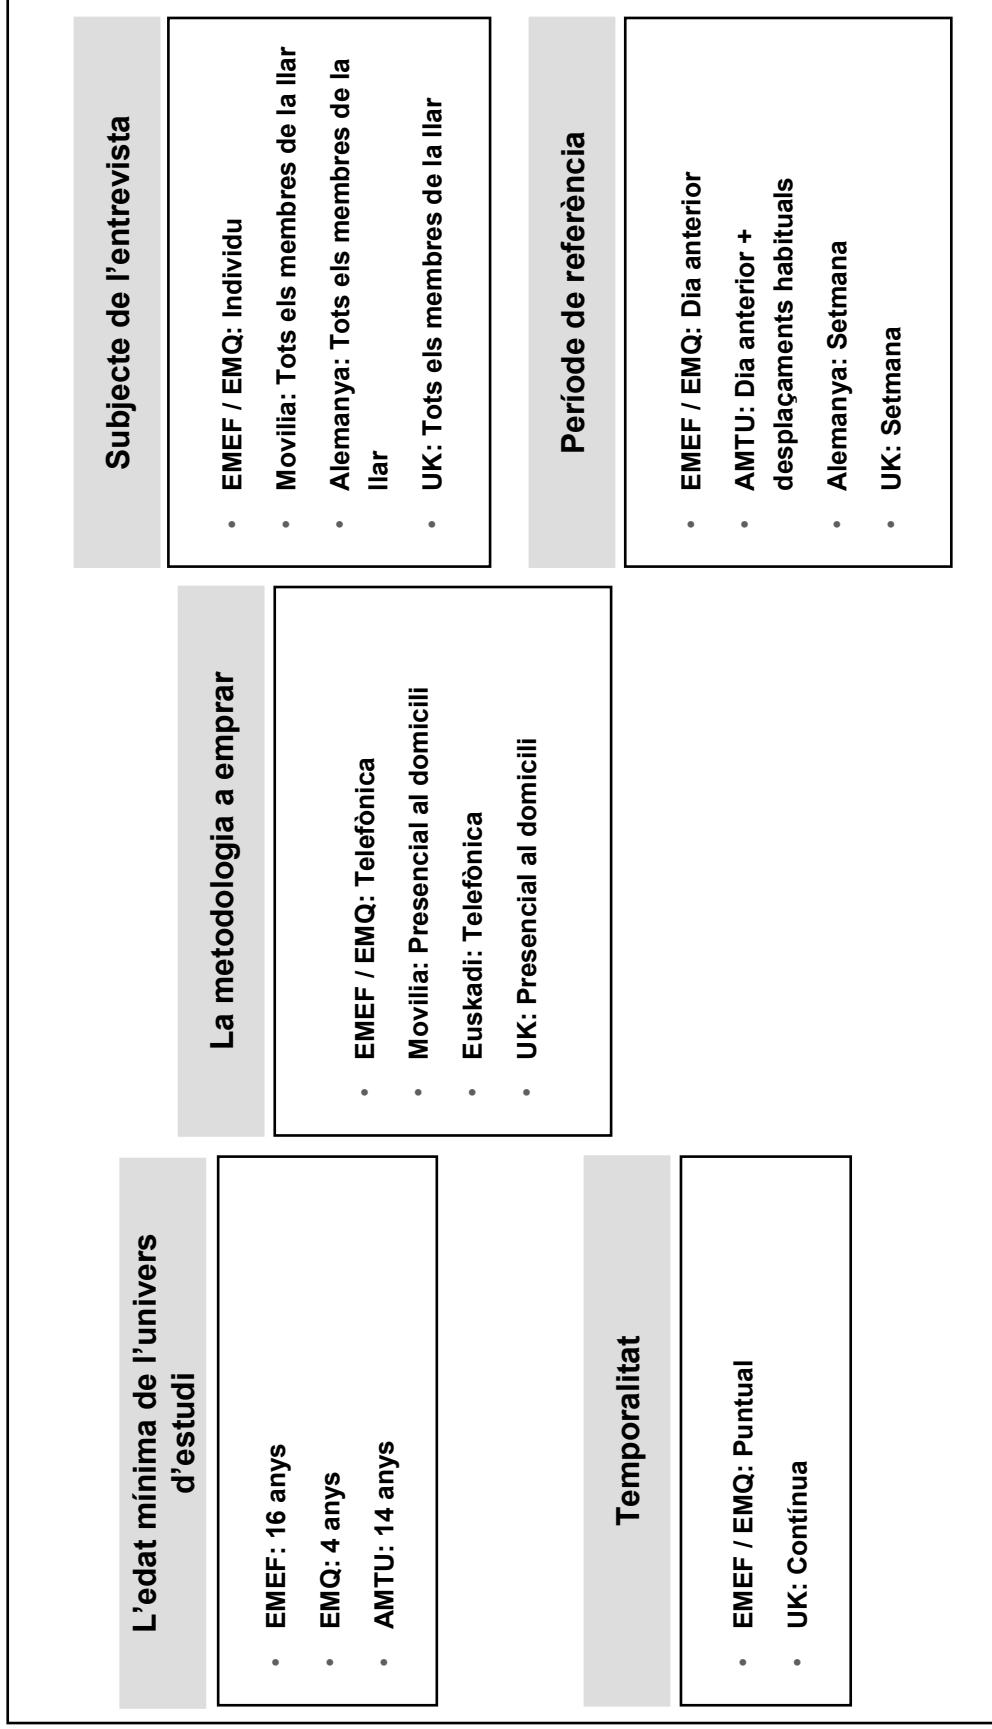 L'edat mínima de l'univers
d'estudi
• EMEF: 16 anys
• EMQ: 4 anys
• AMTU: 14 anys
Temporalitat
• EMEF / EMQ: Puntual
• UK: Contínua
La metodologia a emprar
• EMEF / EMQ: Telefònica
• Movilia: Presencial al domicili
• Euskadi: Telefònica
• UK: Presencial al domicili
Subjecte de l'entrevista
• EMEF / EMQ: Individu
• Movilia: Tots els membres de la llar
• Alemanya: Tots els membres de la
llar
• UK: Tots els membres de la llar
Període de referència
• EMEF / EMQ: Dia anterior
• AMTU: Dia anterior +
desplaçaments habituals
• Alemanya: Setmana
• UK: Setmana